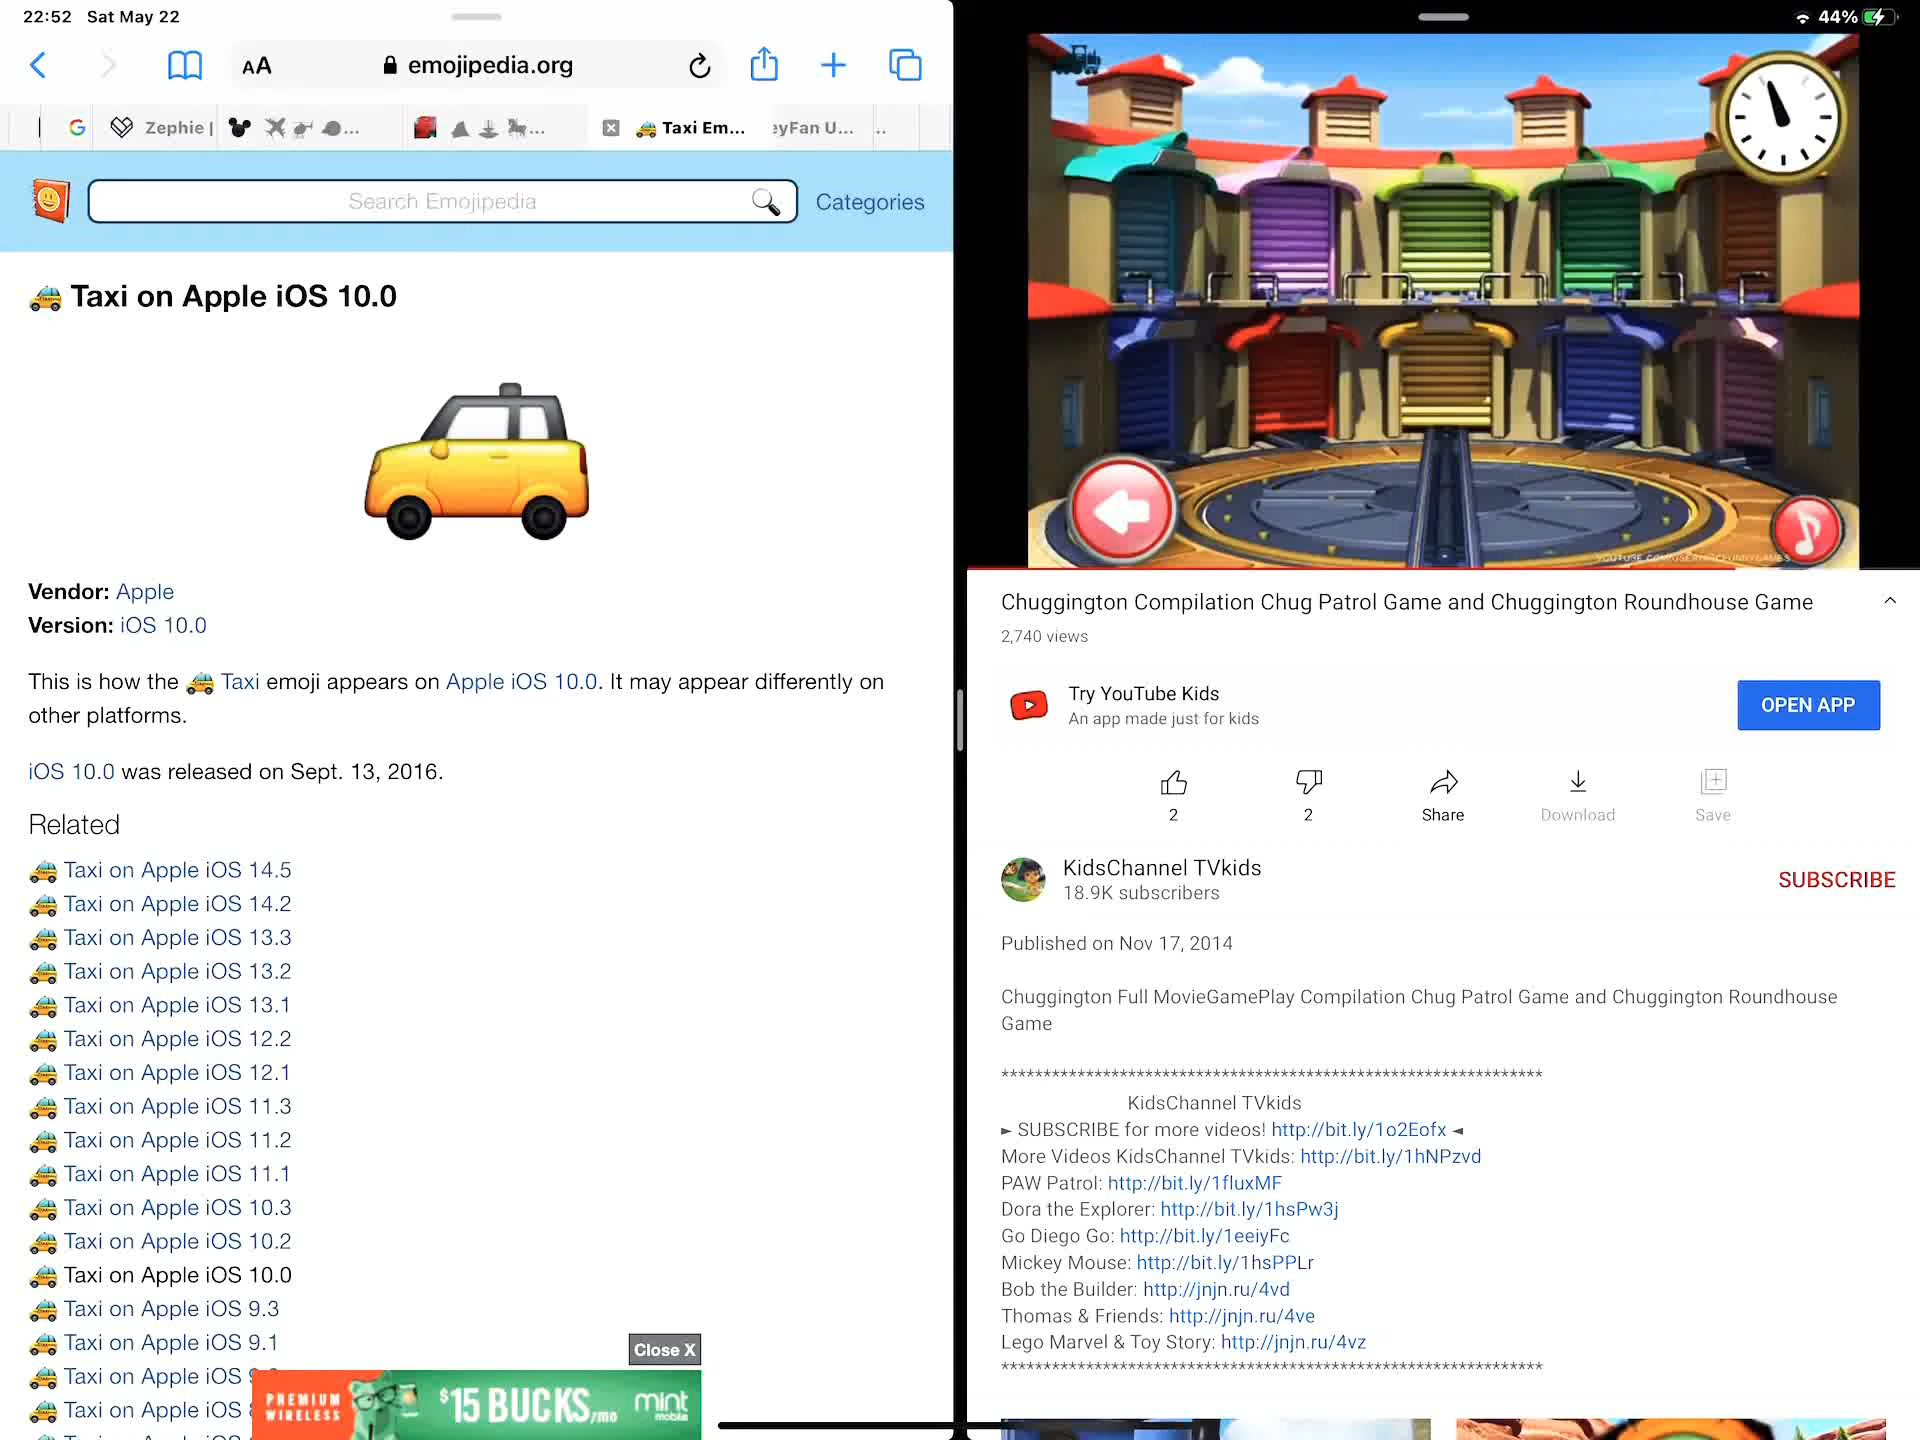 22:52 Sat May 22
44%
AA
emojipedia.org
Zephie |
Taxi Em...
eyFan U...
Search Emojipedia
Categories
Taxi on Apple iOS 10.0
Vendor: Apple
Version: iOS 10.0
This is how the Taxi emoji appears on Apple iOS 10.0. It may appear differently on
other platforms.
iOS 10.0 was released on Sept. 13, 2016.
Related
Taxi on Apple iOS 14.5
Taxi on Apple iOS 14.2
Taxi on Apple iOS 13.3
Taxi on Apple iOS 13.2
Taxi on Apple iOS 13.1
Taxi on Apple iOS 12.2
Taxi on Apple iOS 12.1
Taxi on Apple iOS 11.3
Taxi on Apple iOS 11.2
Taxi on Apple iOS 11.1
Taxi on Apple iOS 10.3
Taxi on Apple iOS 10.2
Taxi on Apple iOS 10.0
Taxi on Apple iOS 9.3
Taxi on Apple iOS 9.1
Taxi on Apple iOS
Taxi on Apple iOS
Close X
PREMIUM
WIRELESS
$15 BUCKS/mo
mint
mobile
Chuggington Compilation Chug Patrol Game and Chuggington Roundhouse Game
2,740 views
Try YouTube Kids
An app made just for kids
OPEN APP
2
2
Share
Download
Save
KidsChannel TVkids
18.9K subscribers
SUBSCRIBE
Published on Nov 17, 2014
Chuggington Full MovieGamePlay Compilation Chug Patrol Game and Chuggington Roundhouse
Game
*****************************************************************
KidsChannel TVkids
► SUBSCRIBE for more videos! http://bit.ly/1o2Eofx ◄
More Videos KidsChannel TVkids: http://bit.ly/1hNPzvd
PAW Patrol: http://bit.ly/1fluxMF
Dora the Explorer: http://bit.ly/1hsPw3j
Go Diego Go: http://bit.ly/1eeiyFc
Mickey Mouse: http://bit.ly/1hsPPLr
Bob the Builder: http://jnjn.ru/4vd
Thomas & Friends: http://jnjn.ru/4ve
Lego Marvel & Toy Story: http://jnjn.ru/4vz
*****************************************************************